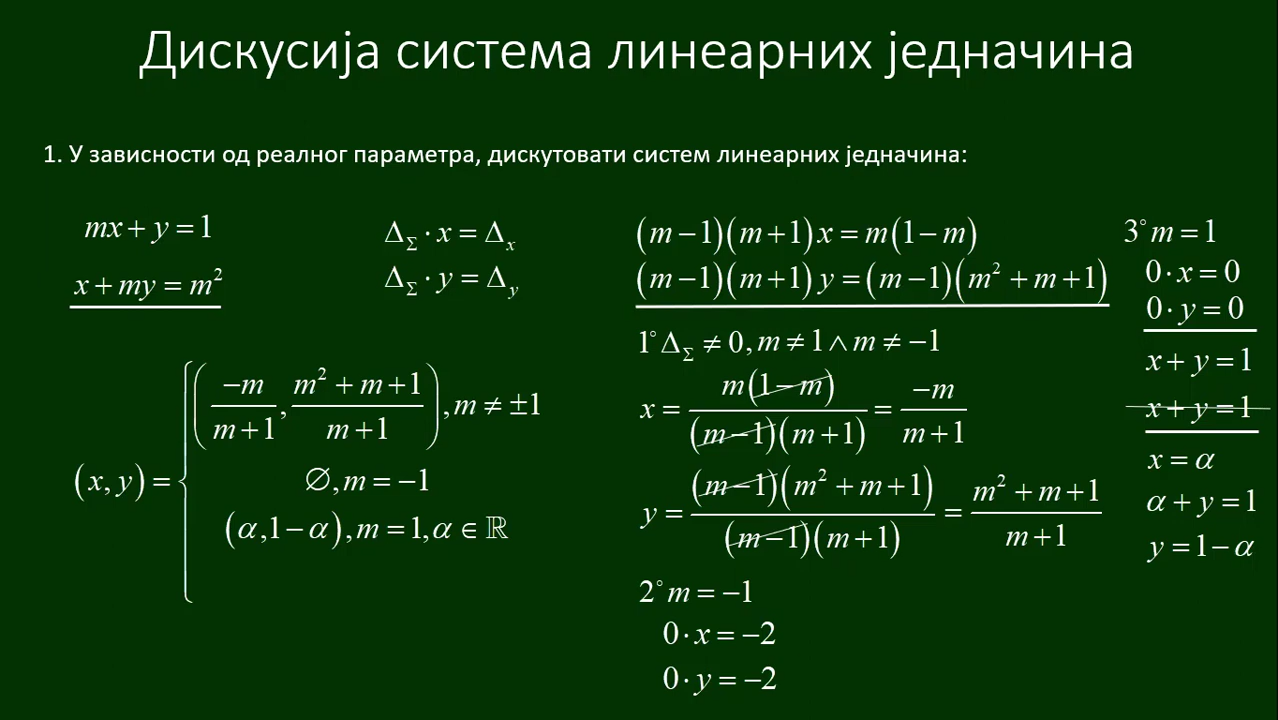 Дискусија система линеарних једначина
1. У зависности од реалног параметра, дискутовати систем линеарних једначина:
mx + y = 1
x + my = m²
(x, y) = { (−m/(m+1), (m² + m + 1)/(m+1)), m ≠ ±1
∅, m = −1
(α, 1 − α), m = 1, α ∈ ℝ
Δ_Σ · x = Δ_x
Δ_Σ · y = Δ_y
(m − 1)(m + 1) x = m(1 − m)
(m − 1)(m + 1) y = (m − 1)(m² + m + 1)
1° Δ_Σ ≠ 0, m ≠ 1 ∧ m ≠ −1
x = m(1 − m)/((m − 1)(m + 1)) = −m/(m + 1)
y = (m − 1)(m² + m + 1)/((m − 1)(m + 1)) = (m² + m + 1)/(m + 1)
2° m = −1
0 · x = −2
0 · y = −2
3° m = 1
0 · x = 0
0 · y = 0
x + y = 1
x + y = 1
x = α
α + y = 1
y = 1 − α